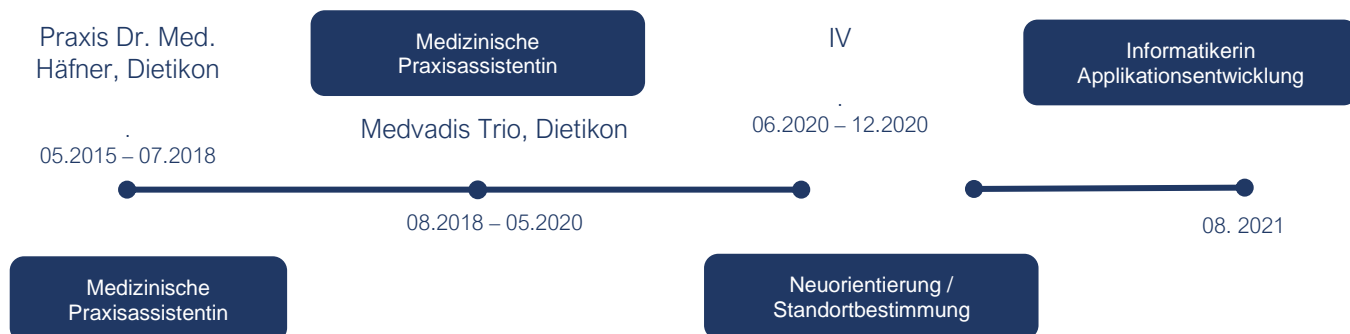 Praxis Dr. Med.
Häfner, Dietikon
.
05.2015 – 07.2018
Medizinische
Praxisassistentin
Medizinische
Praxisassistentin
Medvadis Trio, Dietikon
08.2018 – 05.2020
IV
.
06.2020 – 12.2020
Neuorientierung /
Standortbestimmung
Informatikerin
Applikationsentwicklung
08. 2021